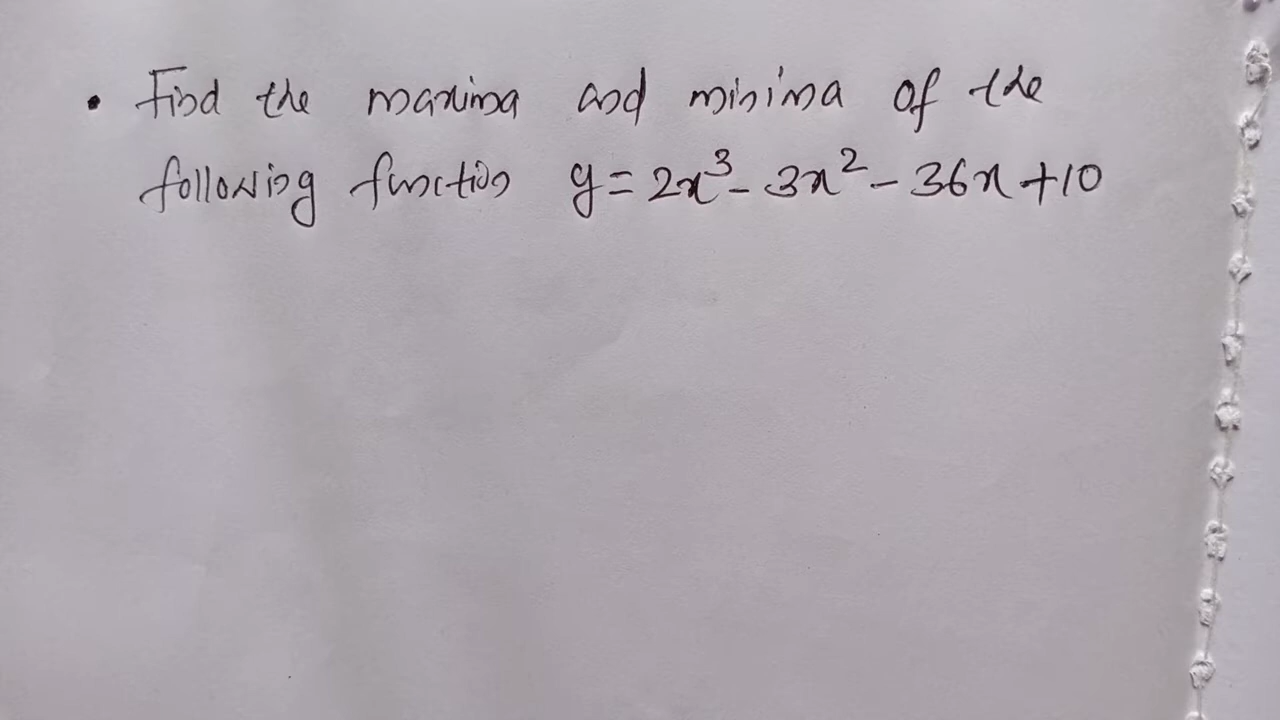 • Find the maxima and minima of the
following function y = 2x³ - 3x² - 36x + 10